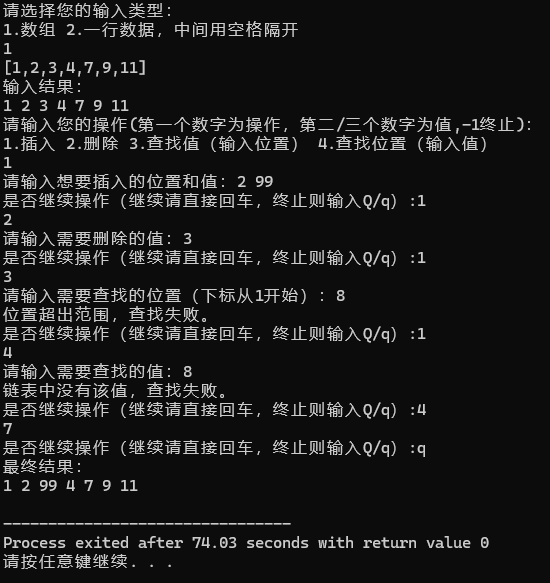 请选择您的输入类型：
1.数组 2.一行数据，中间用空格隔开
1
[1,2,3,4,7,9,11]
输入结果：
1 2 3 4 7 9 11
请输入您的操作(第一个数字为操作，第二/三个数字为值,-1终止)：
1.插入 2.删除 3.查找值（输入位置） 4.查找位置（输入值）
1
请输入想要插入的位置和值：2 99
是否继续操作（继续请直接回车，终止则输入Q/q）:1
2
请输入需要删除的值：3
是否继续操作（继续请直接回车，终止则输入Q/q）:1
3
请输入需要查找的位置（下标从1开始）：8
位置超出范围，查找失败。
是否继续操作（继续请直接回车，终止则输入Q/q）:1
4
请输入需要查找的值：8
链表中没有该值，查找失败。
是否继续操作（继续请直接回车，终止则输入Q/q）:4
7
是否继续操作（继续请直接回车，终止则输入Q/q）:q
最终结果：
1 2 99 4 7 9 11
--------------------------------
Process exited after 74.03 seconds with return value 0
请按任意键继续. . .